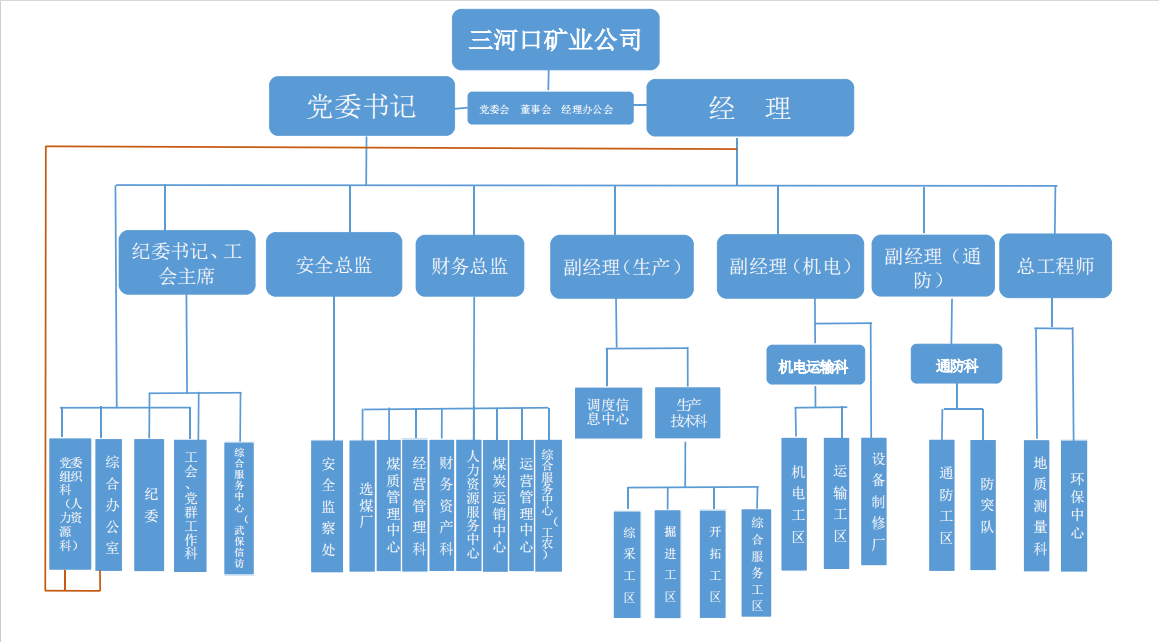 三河口矿业公司
党委书记
党委会 董事会 经理办公会
经 理
纪委书记、工
会主席
安全总监
财务总监
副经理（生产）
副经理（机电）
副经理（通
防）
总工程师
机电运输科
通防科
调度信
息中心
生产
技术科
党委
组织
科（
人力
资源
科）
综合办公室
纪委
工会、党群工作科
综合服务中心（武保信访
安全监察处
选煤厂
煤质管理中心
经营管理科
财务资产科
人力资源服务中心
煤炭运销中心
运营管理中心
综合服务中心（工农）
综采工区
掘进工区
开拓工区
综合服务工区
机电工区
运输工区
设备制修厂
通防工区
防突队
地质测量科
环保中心